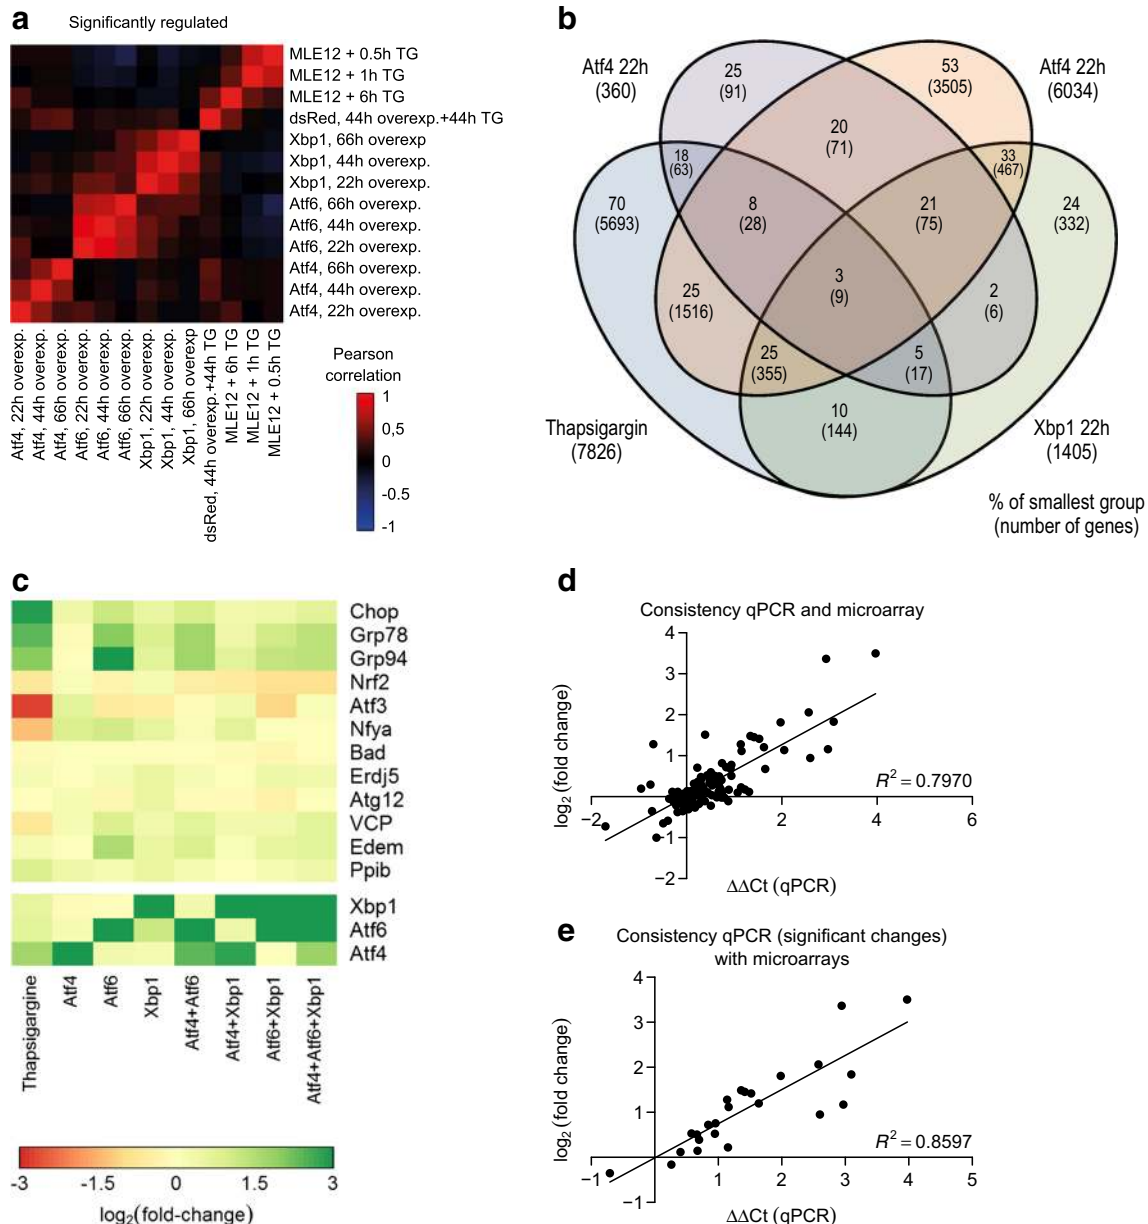 a
Significantly regulated
MLE12 + 0.5h TG
MLE12 + 1h TG
MLE12 + 6h TG
dsRed, 44h overexp.+44h TG
Xbp1, 66h overexp
Xbp1, 44h overexp.
Xbp1, 22h overexp.
Atf6, 66h overexp.
Atf6, 44h overexp.
Atf6, 22h overexp.
Atf4, 66h overexp.
Atf4, 44h overexp.
Atf4, 22h overexp.
Atf4, 22h overexp.
Atf4, 44h overexp.
Atf4, 66h overexp.
Atf6, 22h overexp.
Atf6, 44h overexp.
Atf6, 66h overexp.
Xbp1, 22h overexp.
Xbp1, 44h overexp.
Xbp1, 66h overexp
dsRed, 44h overexp.+44h TG
MLE12 + 6h TG
MLE12 + 1h TG
MLE12 + 0.5h TG
Pearson
correlation
1
0,5
0
-0.5
-1
b
Atf4 22h
(360)
25
(91)
53
(3505)
Atf4 22h
(6034)
20
(71)
18
(63)
33
(467)
70
(5693)
8
(28)
21
(75)
24
(332)
3
(9)
25
(1516)
2
(6)
25
(355)
5
(17)
10
(144)
Thapsigargin
(7826)
Xbp1 22h
(1405)
% of smallest group
(number of genes)
c
Chop
Grp78
Grp94
Nrf2
Atf3
Nfya
Bad
Erdj5
Atg12
VCP
Edem
Ppib
Xbp1
Atf6
Atf4
Thapsigargine
Atf4
Atf6
Xbp1
Atf4+Atf6
Atf4+Xbp1
Atf6+Xbp1
Atf4+Atf6+Xbp1
-3 -1.5 0 1.5 3
log₂(fold-change)
d
Consistency qPCR and microarray
4
3
2
1
−1
−2
−2 2 4 6
log₂(fold change)
R² = 0.7970
ΔΔCt (qPCR)
e
Consistency qPCR (significant changes)
with microarrays
4
3
2
1
−1
−1 1 2 3 4 5
log₂(fold change)
R² = 0.8597
ΔΔCt (qPCR)